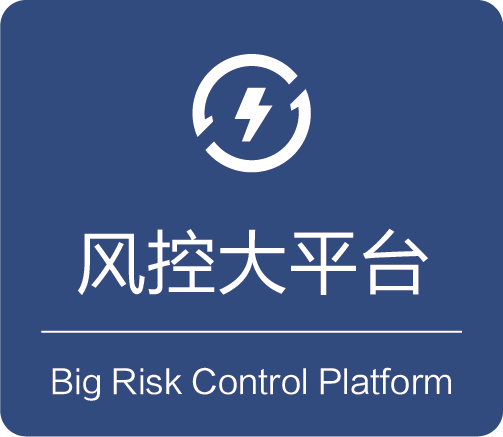 风控大平台
Big Risk Control Platform